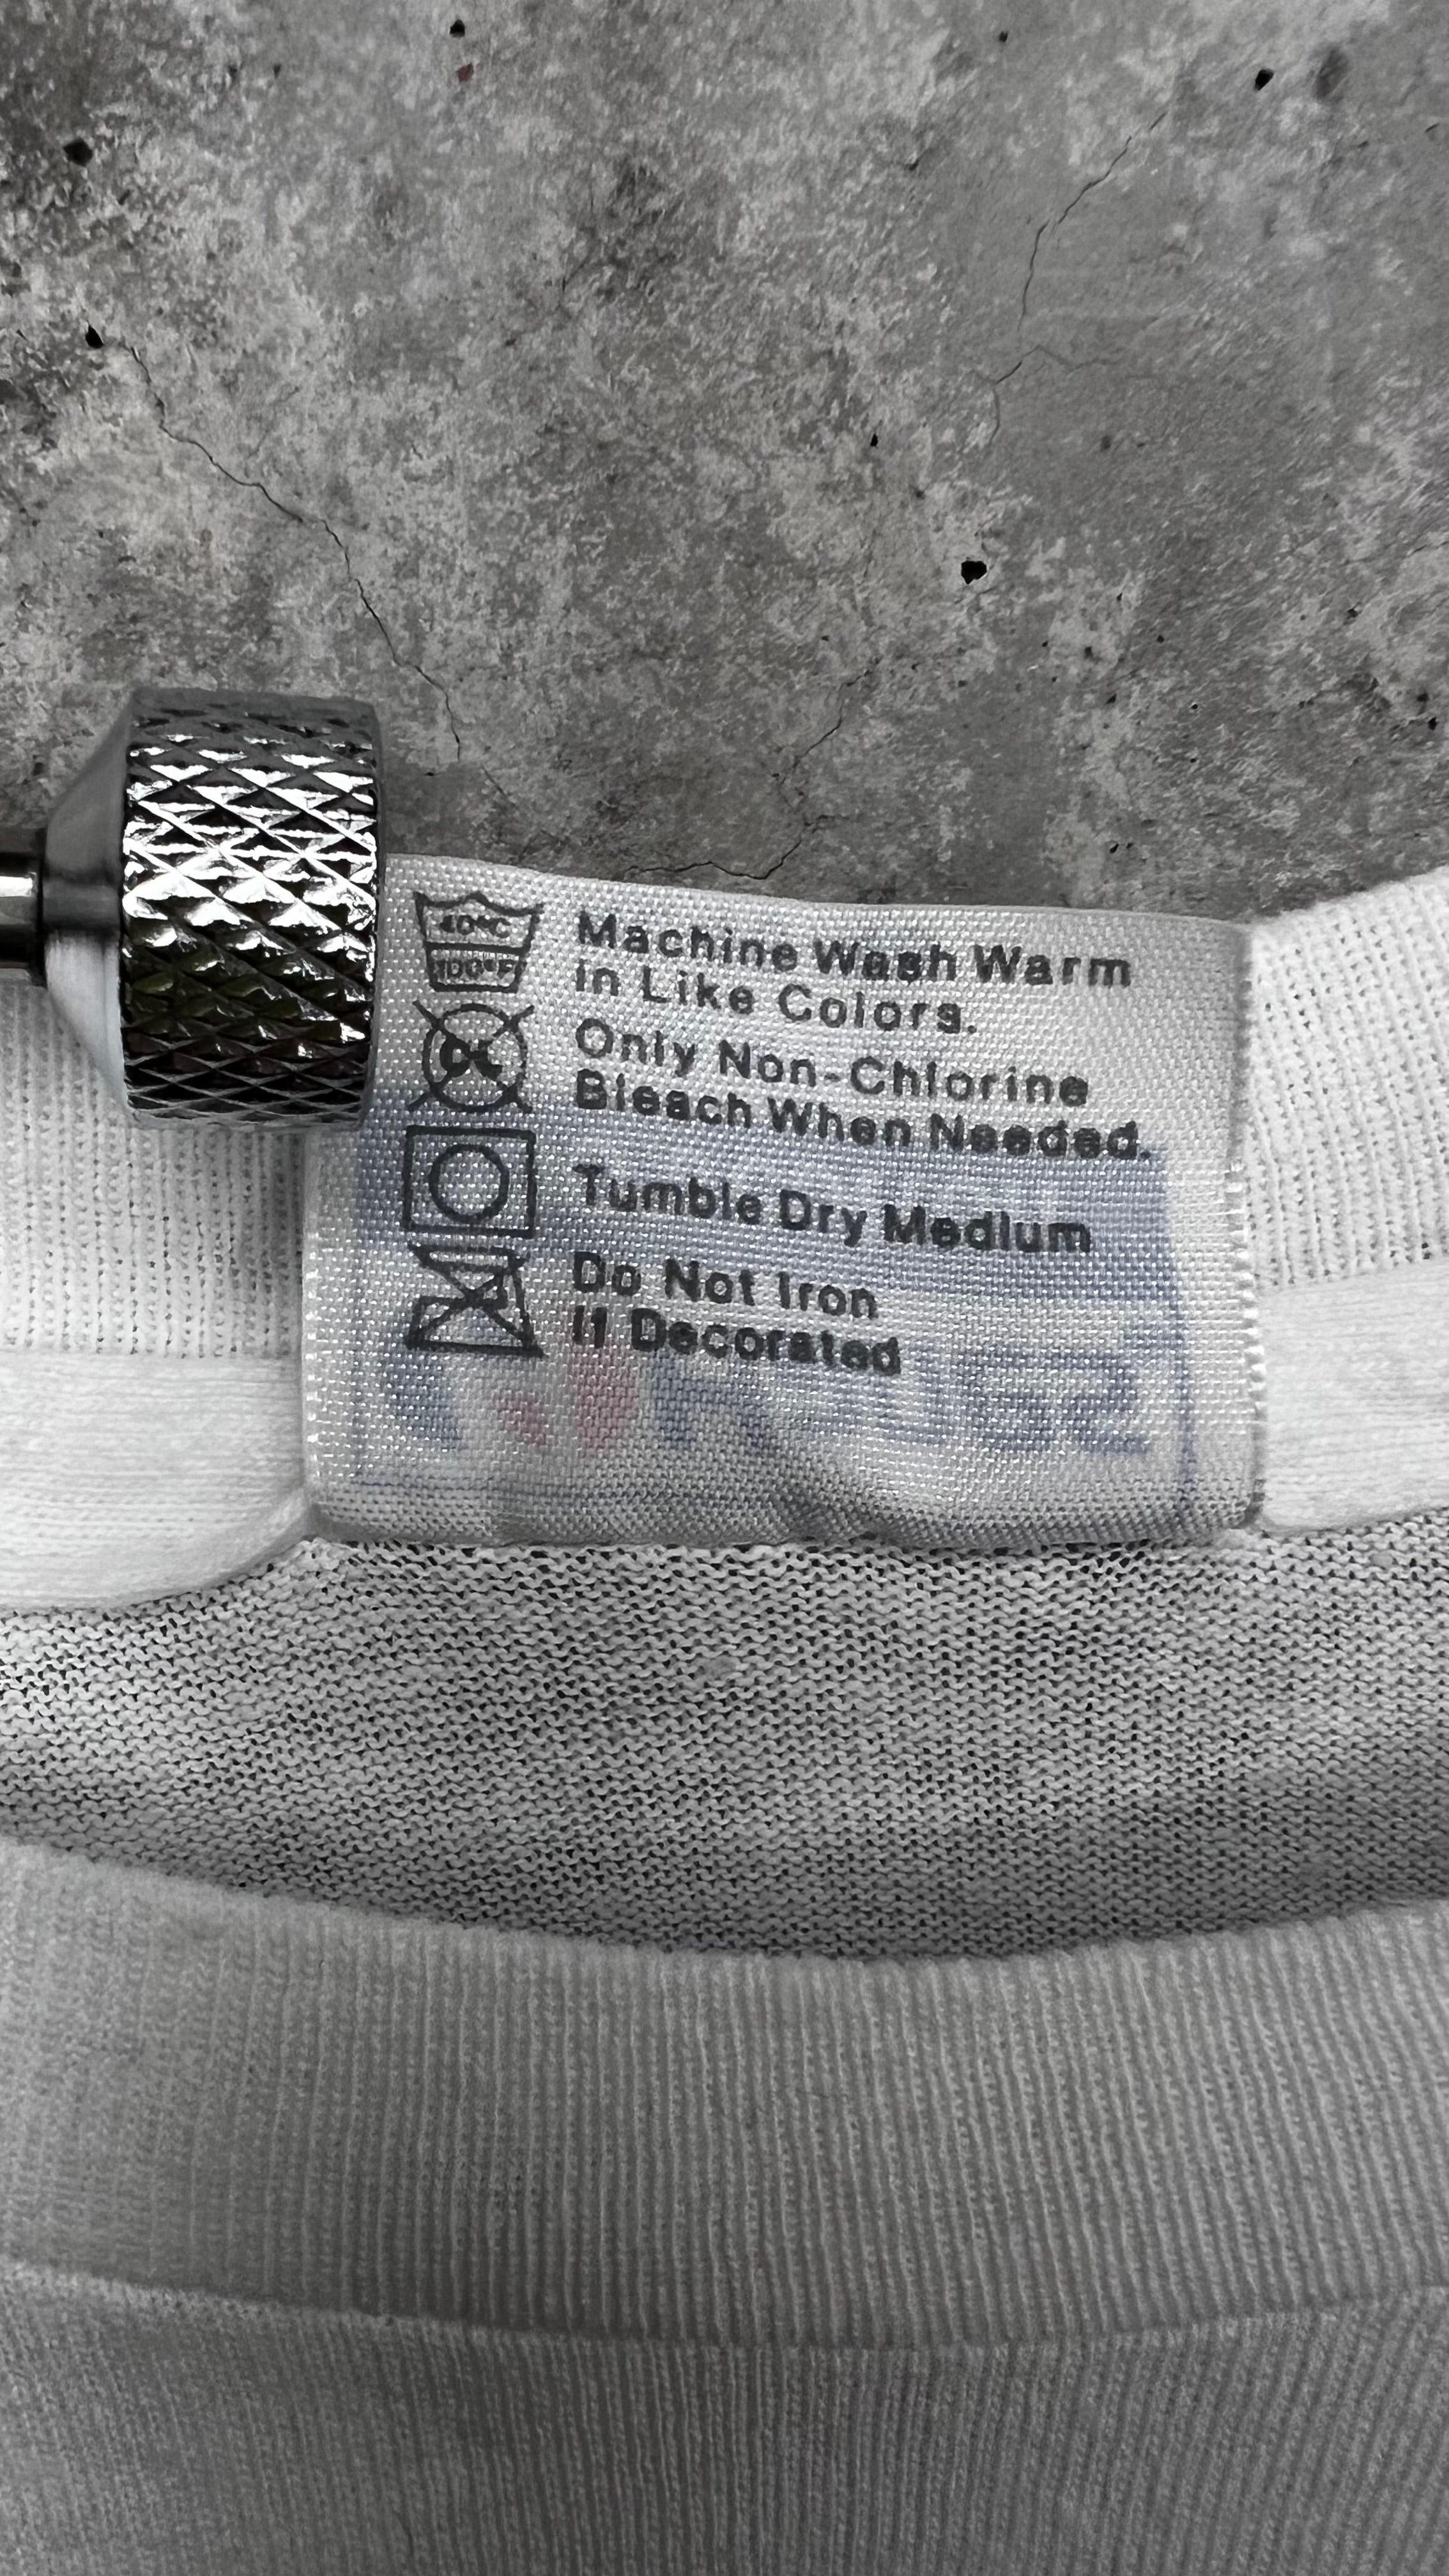 40°C
100°F
CL
Machine Wash Warm
in Like Colors.
Only Non-Chlorine
Bleach When Needed.
Tumble Dry Medium
Do Not Iron
If Decorated